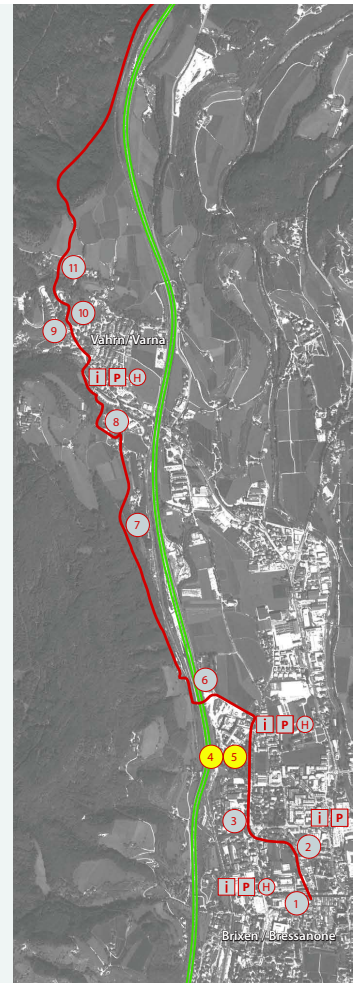 11
10
9
Vahrn/Varna
i P H
8
7
6
i P H
4 5
3
i P
2
i P H
1
Brixen / Bressanone